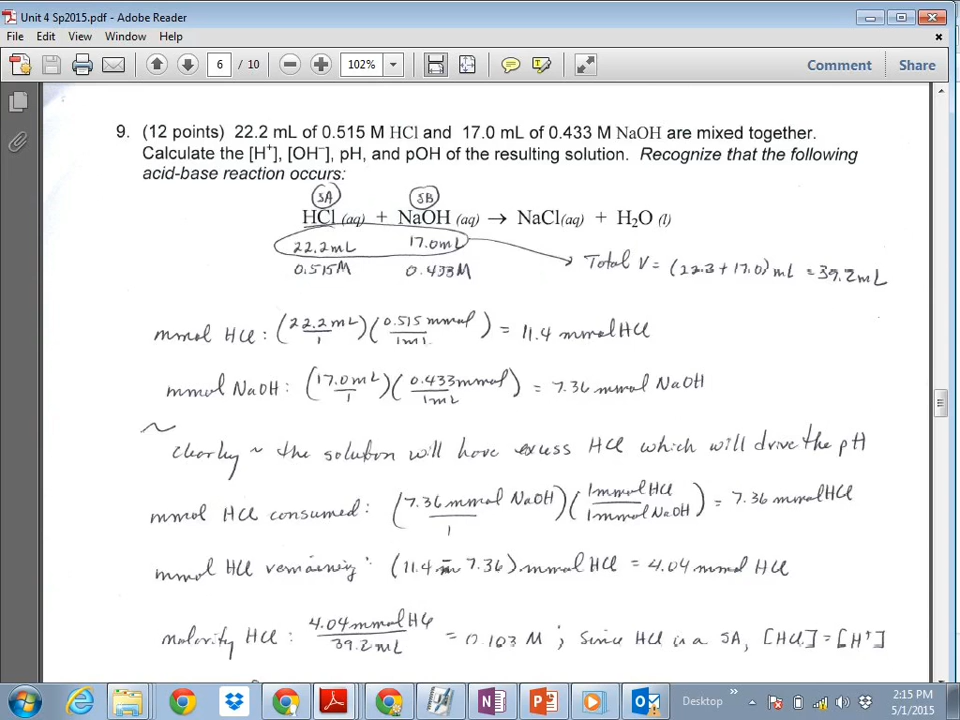 Unit 4 Sp2015.pdf - Adobe Reader
File Edit View Window Help
6 / 10 102% Comment Share
9. (12 points) 22.2 mL of 0.515 M HCl and 17.0 mL of 0.433 M NaOH are mixed together.
Calculate the [H⁺], [OH⁻], pH, and pOH of the resulting solution. Recognize that the following
acid-base reaction occurs:
SA SB
HCl (aq) + NaOH (aq) → NaCl(aq) + H₂O (l)
22.2mL 17.0mL
0.515M 0.433M
Total V = (22.2 + 17.0) mL = 39.2mL
mmol HCl: (22.2mL/1)(0.515 mmol/1mL) = 11.4 mmol HCl
mmol NaOH: (17.0mL/1)(0.433mmol/1mL) = 7.36 mmol NaOH
~
clearly ~ the solution will have excess HCl which will drive the pH
mmol HCl consumed: (7.36 mmol NaOH/1)(1mmol HCl/1mmol NaOH) = 7.36 mmol HCl
mmol HCl remaining: (11.4 - 7.36) mmol HCl = 4.04 mmol HCl
molarity HCl: 4.04 mmol HCl/39.2mL = 0.103 M ; Since HCl is a SA, [HCl] = [H⁺]
Desktop
2:15 PM
5/1/2015